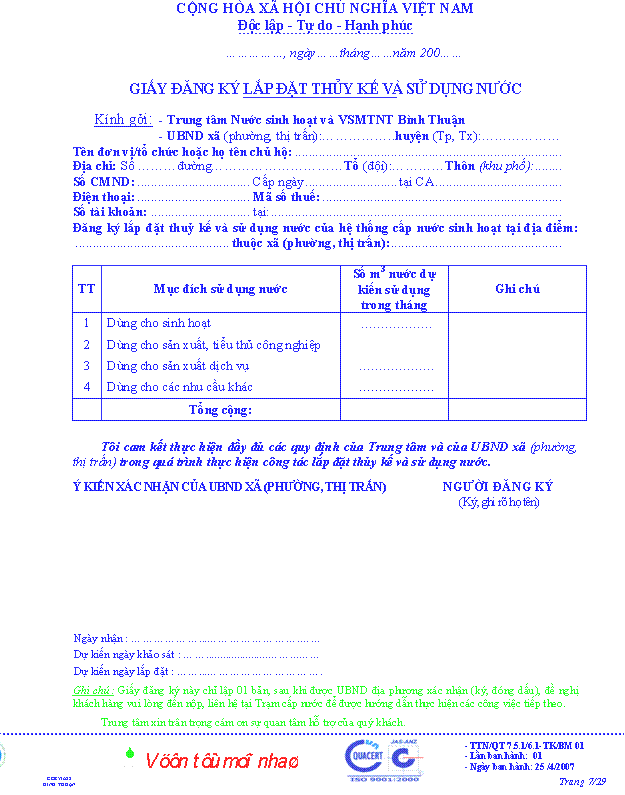 CỘNG HÒA XÃ HỘI CHỦ NGHĨA VIỆT NAM
Độc lập - Tự do - Hạnh phúc
……………, ngày……tháng……năm 200……
GIẤY ĐĂNG KÝ LẮP ĐẶT THỦY KẾ VÀ SỬ DỤNG NƯỚC
Kính gởi: - Trung tâm Nước sinh hoạt và VSMTNT Bình Thuận
- UBND xã (phường, thị trấn):……………..huyện (Tp, Tx):………………
Tên đơn vị/tổ chức hoặc họ tên chủ hộ:..............................
Địa chỉ: Số ………đường…………………………Tổ (đội):…………Thôn (khu phố):........
Số CMND:.............................. Cấp ngày........................tại CA..............................
Điện thoại:.............................. Mã số thuế:..............................
Số tài khoản:........................... tại:..............................
Đăng ký lắp đặt thuỷ kế và sử dụng nước của hệ thống cấp nước sinh hoạt tại địa điểm:
..............................thuộc xã (phường, thị trấn):..............................
TT Mục đích sử dụng nước Số m³ nước dự kiến sử dụng trong tháng Ghi chú
1 Dùng cho sinh hoạt ………………
2 Dùng cho sản xuất, tiểu thủ công nghiệp
3 Dùng cho sản xuất dịch vụ ………………
4 Dùng cho các nhu cầu khác ………………
Tổng cộng:
Tôi cam kết thực hiện đầy đủ các quy định của Trung tâm và của UBND xã (phường,
thị trấn) trong quá trình thực hiện công tác lắp đặt thủy kế và sử dụng nước.
Ý KIẾN XÁC NHẬN CỦA UBND XÃ (PHƯỜNG, THỊ TRẤN) NGƯỜI ĐĂNG KÝ
(Ký, ghi rõ họ tên)
Ngày nhận : ……………………………………
Dự kiến ngày khảo sát : ……………………………
Dự kiến ngày lắp đặt : ……………………………
Ghi chú: Giấy đăng ký này chỉ lập 01 bản, sau khi được UBND địa phương xác nhận (ký, đóng dấu), đề nghị
khách hàng vui lòng đến nộp, liên hệ tại Trạm cấp nước để được hướng dẫn thực hiện các công việc tiếp theo.
Trung tâm xin trân trọng cảm ơn sự quan tâm hỗ trợ của quý khách.
QUACERT
JAS-ANZ
ISO 9001:2000
- TTN/QT 7.5.1/6.1-TK/BM 01
- Lần ban hành: 01
- Ngày ban hành: 25 /4/2007
Trang 7/29